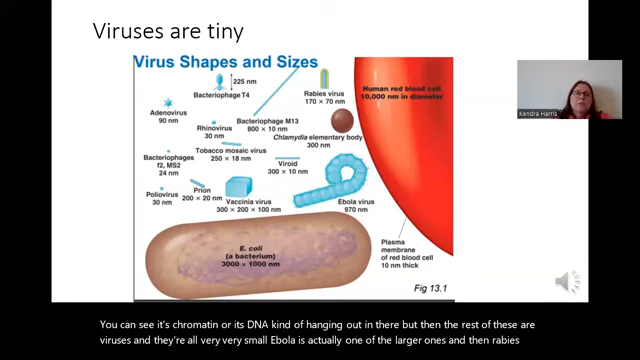 Viruses are tiny
Virus Shapes and Sizes
225 nm
Bacteriophage T4
Rabies virus
170 × 70 nm
Human red blood cell
10,000 nm in diameter
Adenovirus
90 nm
Rhinovirus
30 nm
Bacteriophage M13
800 × 10 nm
Chlamydia elementary body
300 nm
Tobacco mosaic virus
250 × 18 nm
Bacteriophages
f2, MS2
24 nm
Viroid
300 × 10 nm
Poliovirus
30 nm
Prion
200 × 20 nm
Vaccinia virus
300 × 200 × 100 nm
Ebola virus
970 nm
E. coli
(a bacterium)
3000 × 1000 nm
Plasma
membrane
of red blood cell
10 nm thick
Fig 13.1
Kendra Harris
You can see it's chromatin or its DNA kind of hanging out in there but then the rest of these are
viruses and they're all very very small Ebola is actually one of the larger ones and then rabies